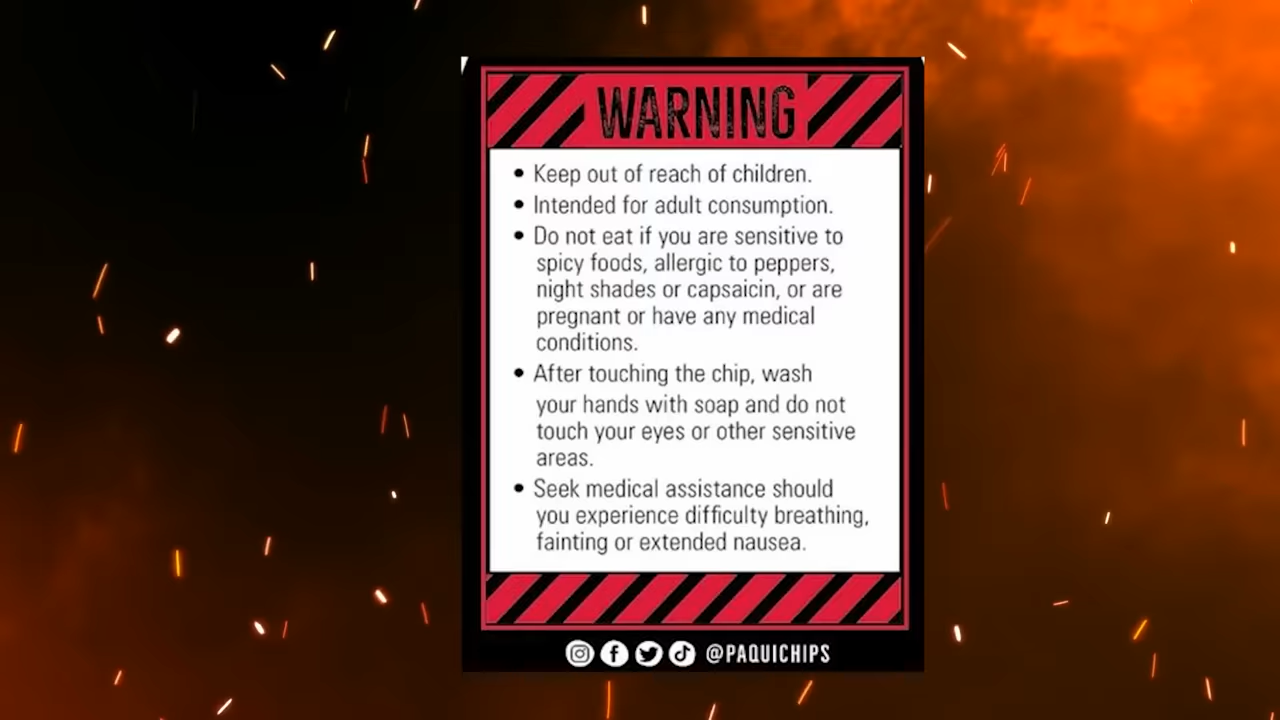 WARNING
• Keep out of reach of children.
• Intended for adult consumption.
• Do not eat if you are sensitive to
spicy foods, allergic to peppers,
night shades or capsaicin, or are
pregnant or have any medical
conditions.
• After touching the chip, wash
your hands with soap and do not
touch your eyes or other sensitive
areas.
• Seek medical assistance should
you experience difficulty breathing,
fainting or extended nausea.
@PAQUICHIPS